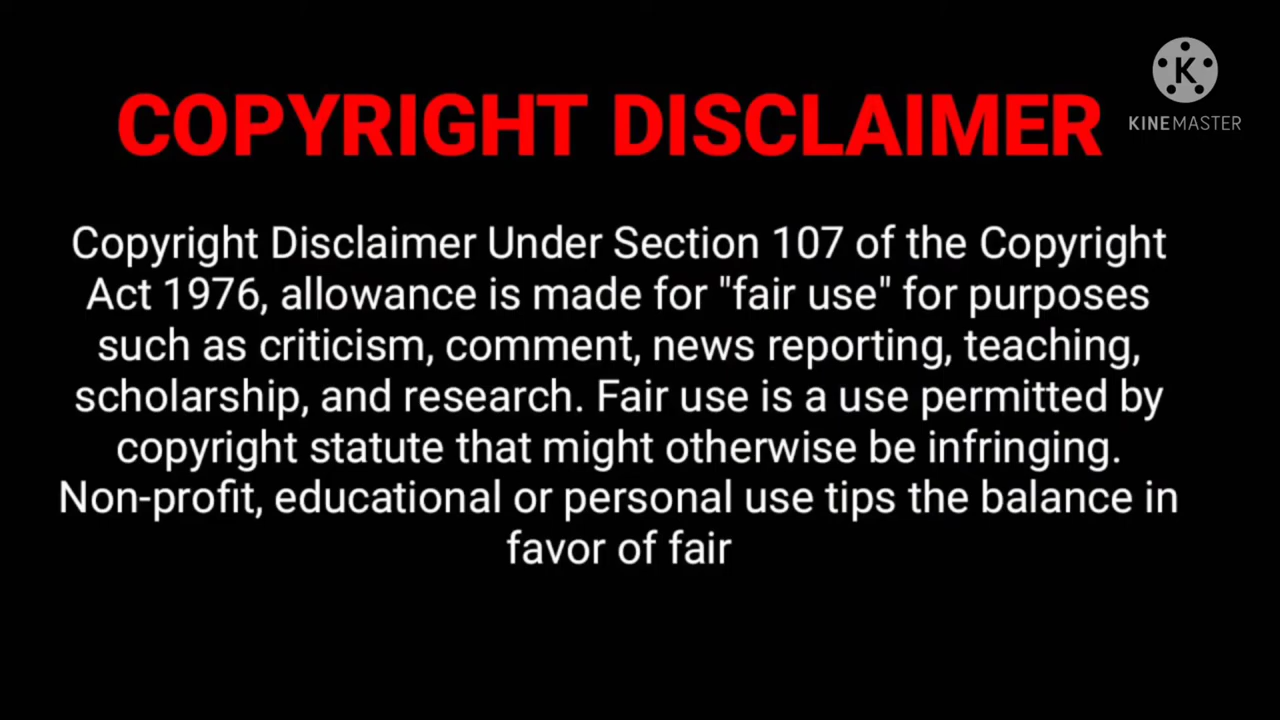 COPYRIGHT DISCLAIMER
K
KINEMASTER
Copyright Disclaimer Under Section 107 of the Copyright
Act 1976, allowance is made for "fair use" for purposes
such as criticism, comment, news reporting, teaching,
scholarship, and research. Fair use is a use permitted by
copyright statute that might otherwise be infringing.
Non-profit, educational or personal use tips the balance in
favor of fair